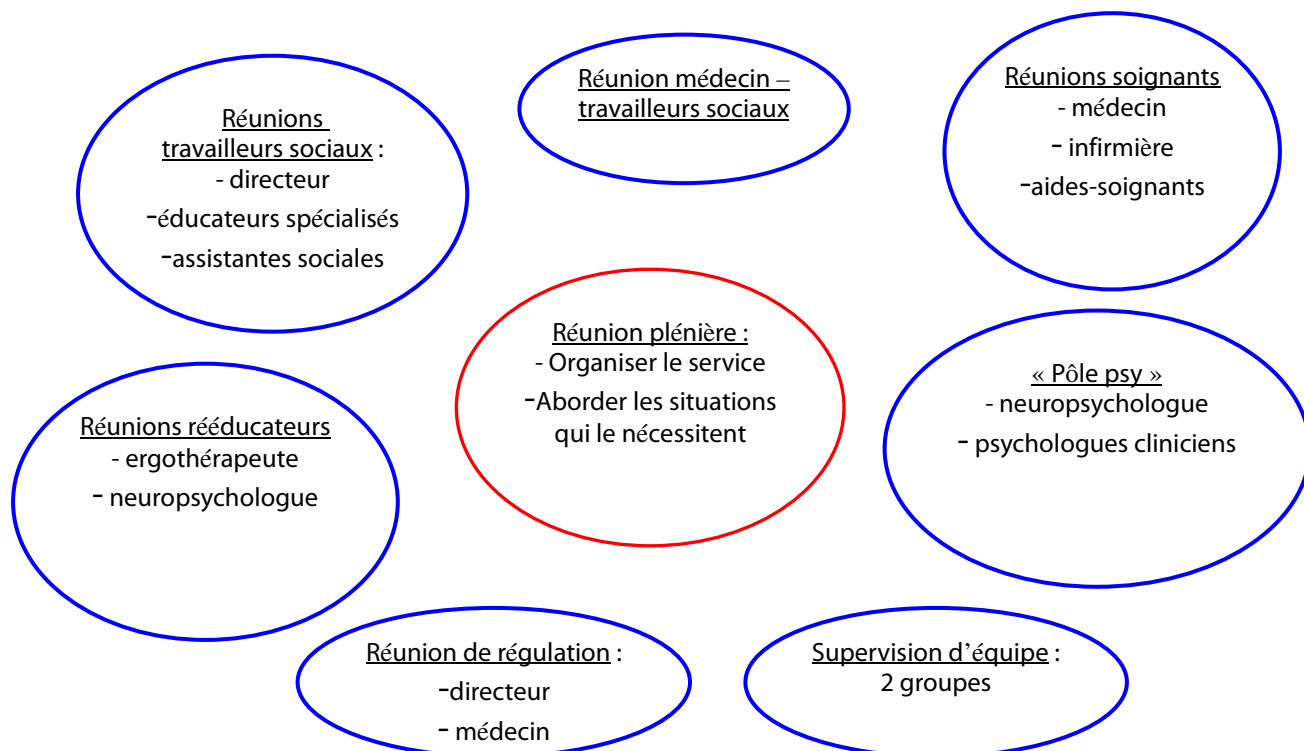 Réunions
travailleurs sociaux :
- directeur
-éducateurs spécialisés
-assistantes sociales
Réunion médecin –
travailleurs sociaux
Réunions soignants
- médecin
- infirmière
-aides-soignants
Réunion plénière :
- Organiser le service
-Aborder les situations
qui le nécessitent
Réunions rééducateurs
- ergothérapeute
- neuropsychologue
« Pôle psy »
- neuropsychologue
- psychologues cliniciens
Réunion de régulation :
-directeur
- médecin
Supervision d’équipe :
2 groupes